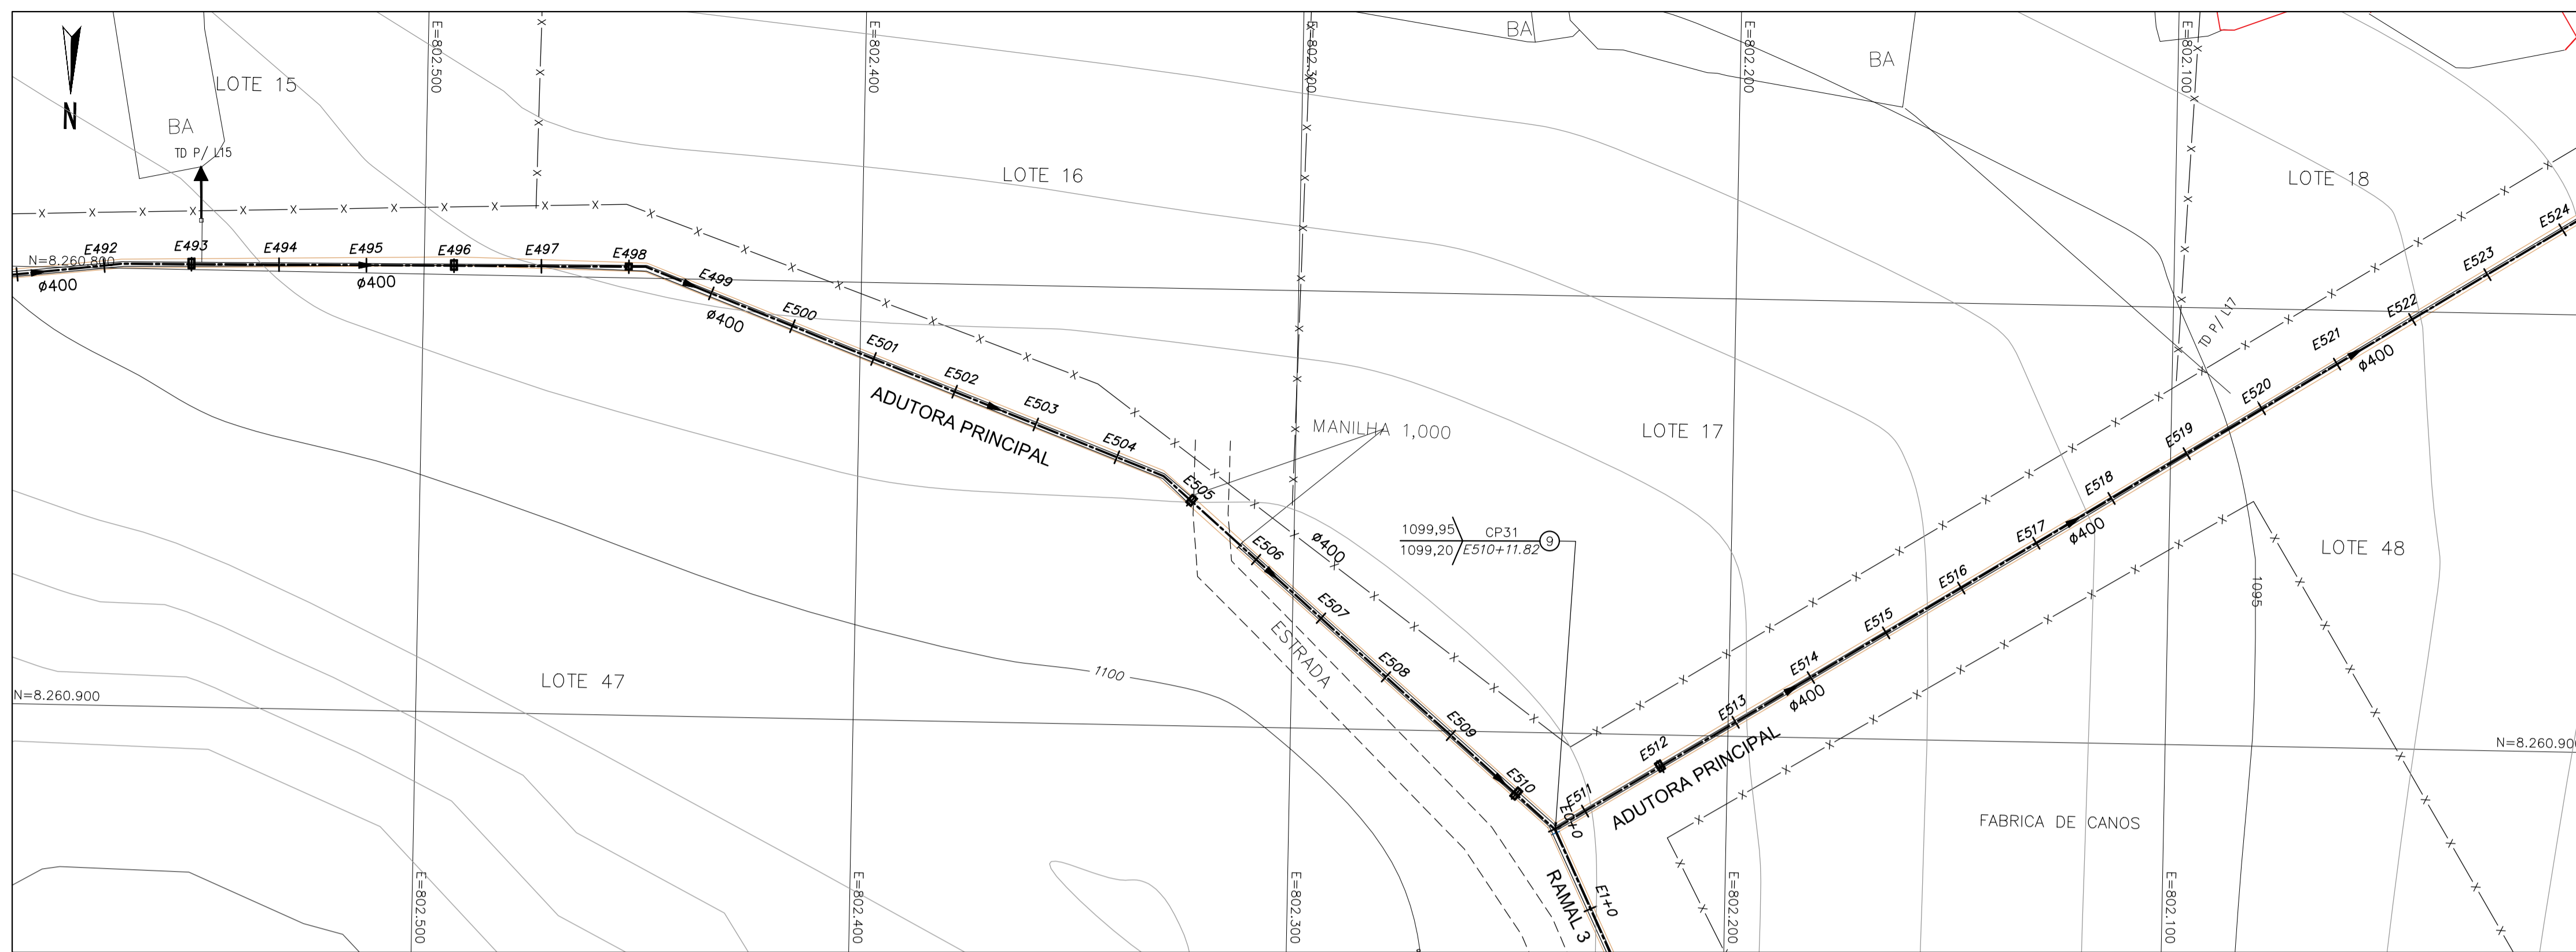 N
LOTE 15
BA
TD P/ L15
E=802.500
E=802.400
E=802.300
E=802.200
E=802.100
BA
BA
LOTE 16
LOTE 18
N=8.260.800
E492
E493
E494
E495
E496
E497
E498
E499
E500
E501
E502
E503
E504
E505
E506
E507
E508
E509
E510
E511
E512
E513
E514
E515
E516
E517
E518
E519
E520
E521
E522
E523
E524
ø400
ø400
ø400
ø400
ø400
ø400
ø400
ADUTORA PRINCIPAL
MANILHA 1,000
LOTE 17
TD P/ L17
1099,95
1099,20
CP31
E510+11.82
9
LOTE 48
1095
ESTRADA
1100
LOTE 47
N=8.260.900
N=8.260.900
ADUTORA PRINCIPAL
FABRICA DE CANOS
E0+0
E1+0
RAMAL 3
E=802.500
E=802.400
E=802.300
E=802.200
E=802.100